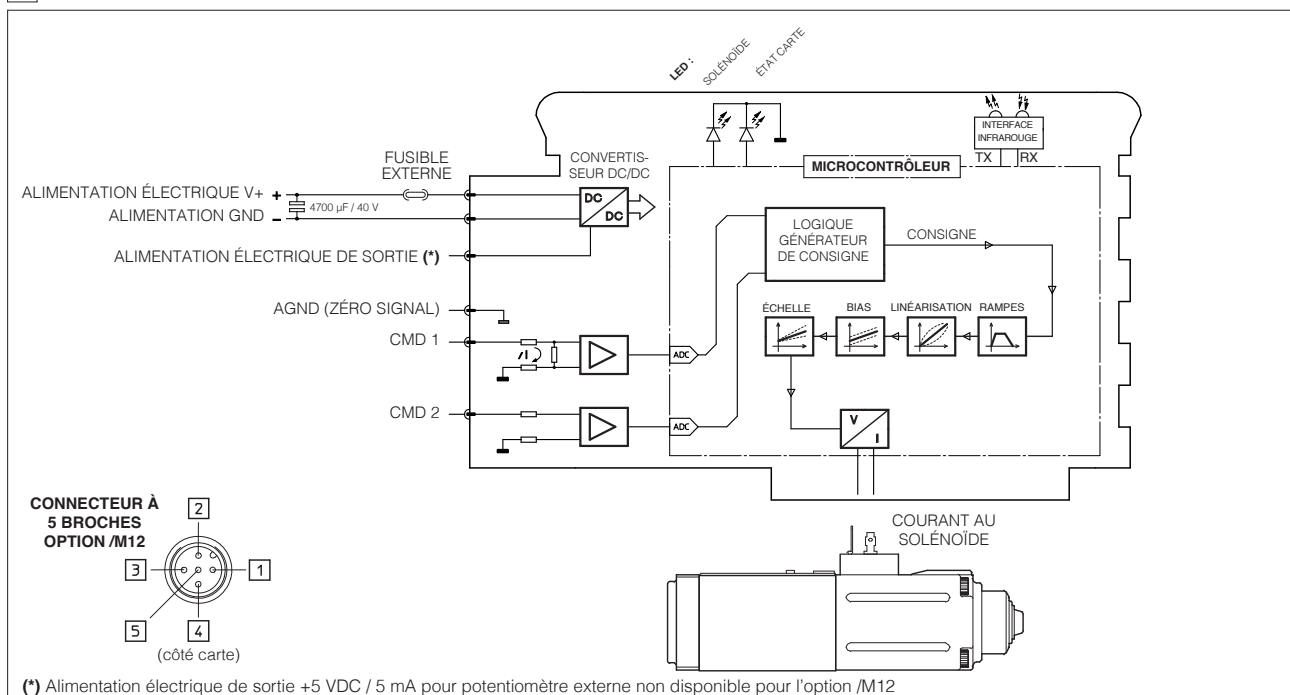 LED :
SOLÉNOÏDE
ÉTAT CARTE
INTERFACE
INFRAROUGE
TX
RX
MICROCONTRÔLEUR
FUSIBLE
EXTERNE
CONVERTIS-
SEUR DC/DC
ALIMENTATION ÉLECTRIQUE V+ +
4700 µF / 40 V
DC
DC
ALIMENTATION GND –
ALIMENTATION ÉLECTRIQUE DE SORTIE (*)
LOGIQUE
GÉNÉRATEUR
DE CONSIGNE
CONSIGNE
AGND (ZÉRO SIGNAL)
ÉCHELLE
BIAS
LINÉARISATION
RAMPES
CMD 1
/I
ADC
CMD 2
ADC
V
I
CONNECTEUR À
5 BROCHES
OPTION /M12
2
3
1
5
4
(côté carte)
COURANT AU
SOLÉNOÏDE
(*) Alimentation électrique de sortie +5 VDC / 5 mA pour potentiomètre externe non disponible pour l'option /M12